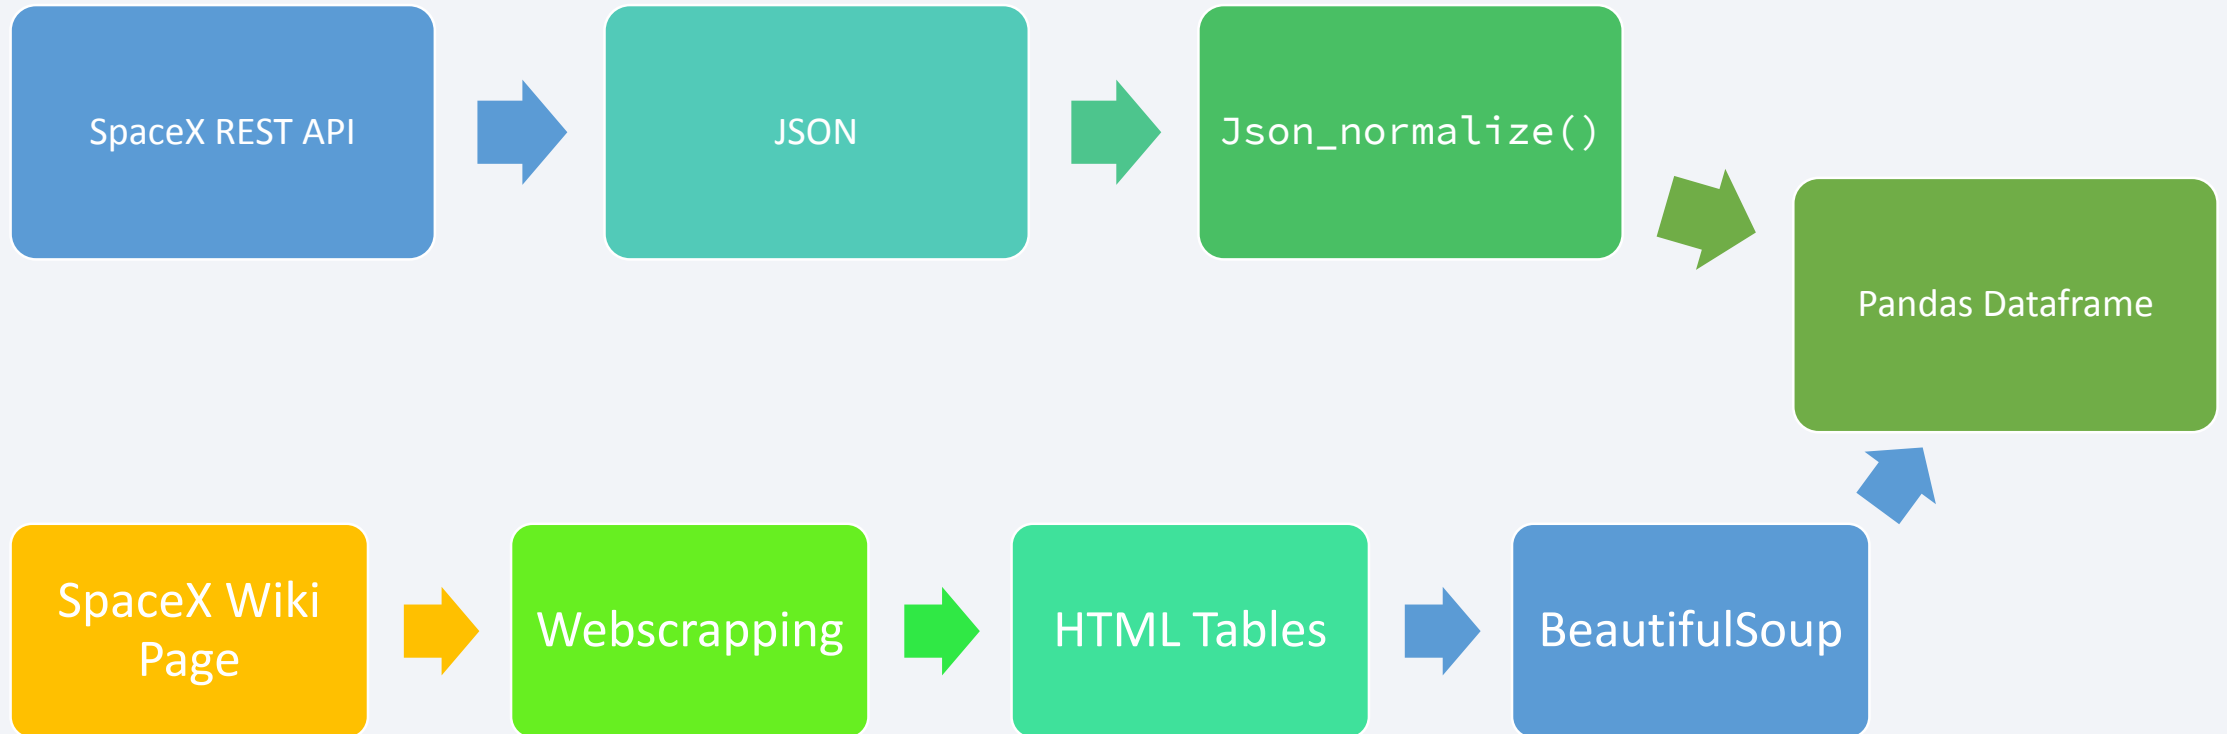 SpaceX REST API
JSON
Json_normalize()
Pandas Dataframe
SpaceX Wiki
Page
Webscrapping
HTML Tables
BeautifulSoup